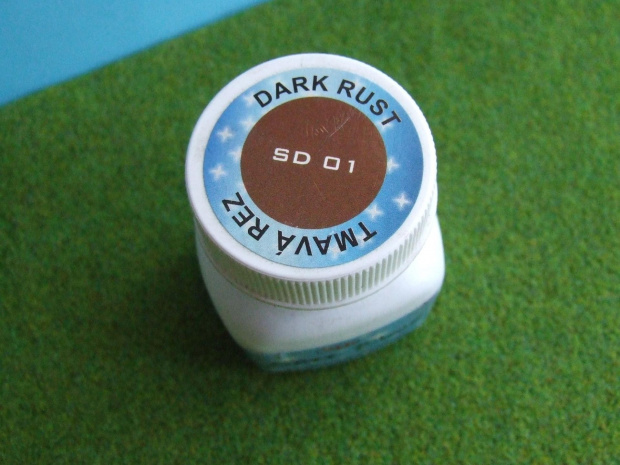 DARK RUST
SD 01
TMAVÁ REZ